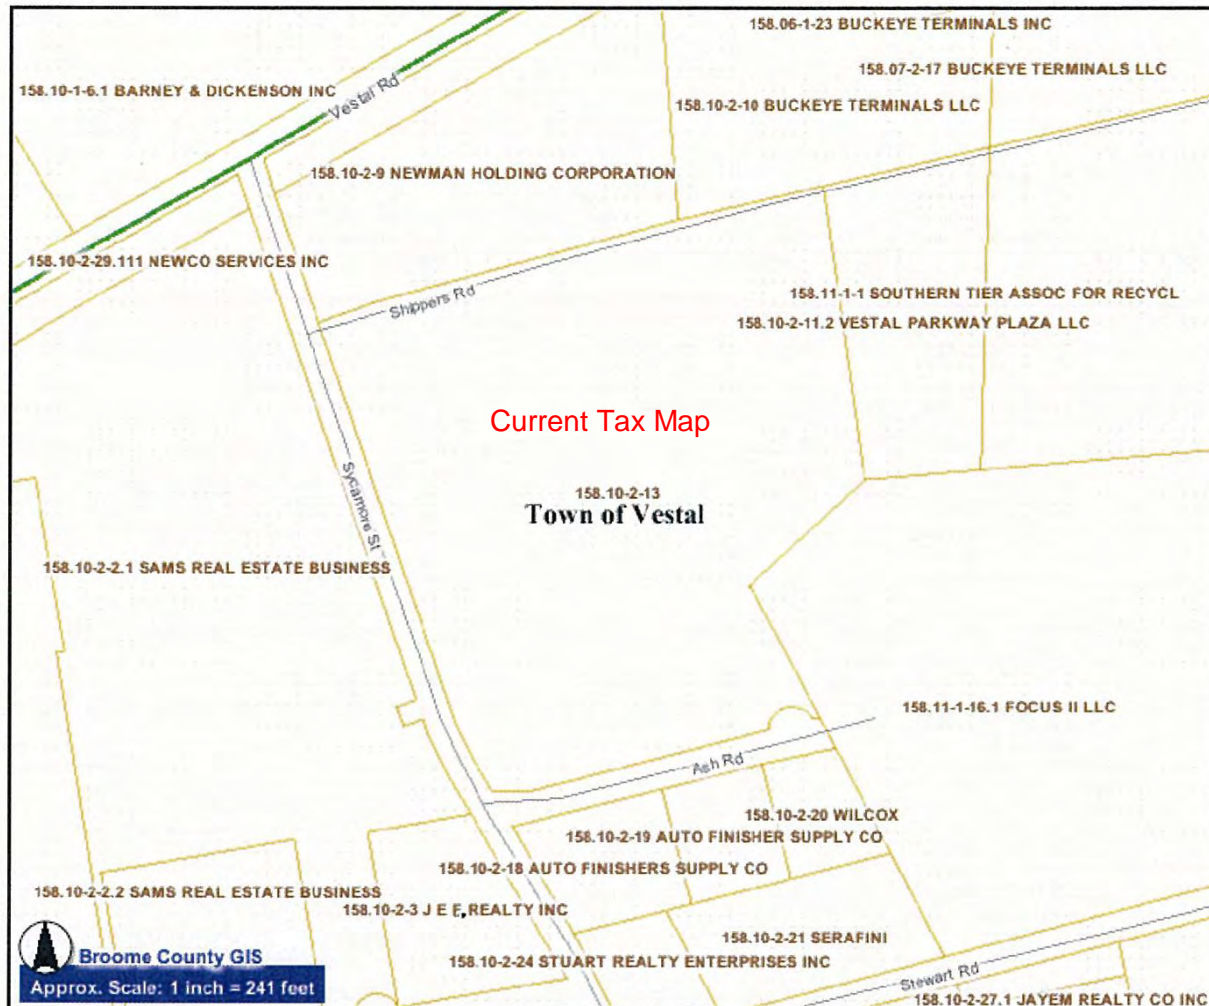 158.06-1-23 BUCKEYE TERMINALS INC
158.07-2-17 BUCKEYE TERMINALS LLC
158.10-1-6.1 BARNEY & DICKENSON INC
Vestal Rd
158.10-2-10 BUCKEYE TERMINALS LLC
158.10-2-9 NEWMAN HOLDING CORPORATION
158.10-2-29.111 NEWCO SERVICES INC
Shippers Rd
158.11-1-1 SOUTHERN TIER ASSOC FOR RECYCL
158.10-2-11.2 VESTAL PARKWAY PLAZA LLC
Current Tax Map
Sycamore St
158.10-2-13
Town of Vestal
158.10-2-2.1 SAMS REAL ESTATE BUSINESS
158.11-1-16.1 FOCUS II LLC
Ash Rd
158.10-2-20 WILCOX
158.10-2-19 AUTO FINISHER SUPPLY CO
158.10-2-18 AUTO FINISHERS SUPPLY CO
158.10-2-2.2 SAMS REAL ESTATE BUSINESS
158.10-2-3 J E F REALTY INC
158.10-2-21 SERAFINI
Broome County GIS
158.10-2-24 STUART REALTY ENTERPRISES INC
Stewart Rd
Approx. Scale: 1 inch = 241 feet
158.10-2-27.1 JAYEM REALTY CO INC